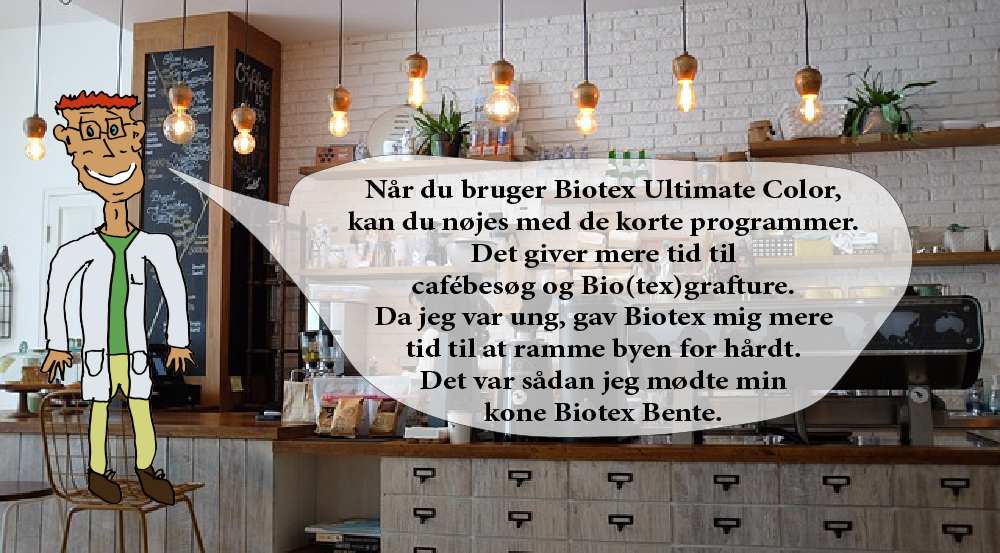 Coffee
Når du bruger Biotex Ultimate Color,
kan du nøjes med de korte programmer.
Det giver mere tid til
cafébesøg og Bio(tex)grafture.
Da jeg var ung, gav Biotex mig mere
tid til at ramme byen for hårdt.
Det var sådan jeg mødte min
kone Biotex Bente.